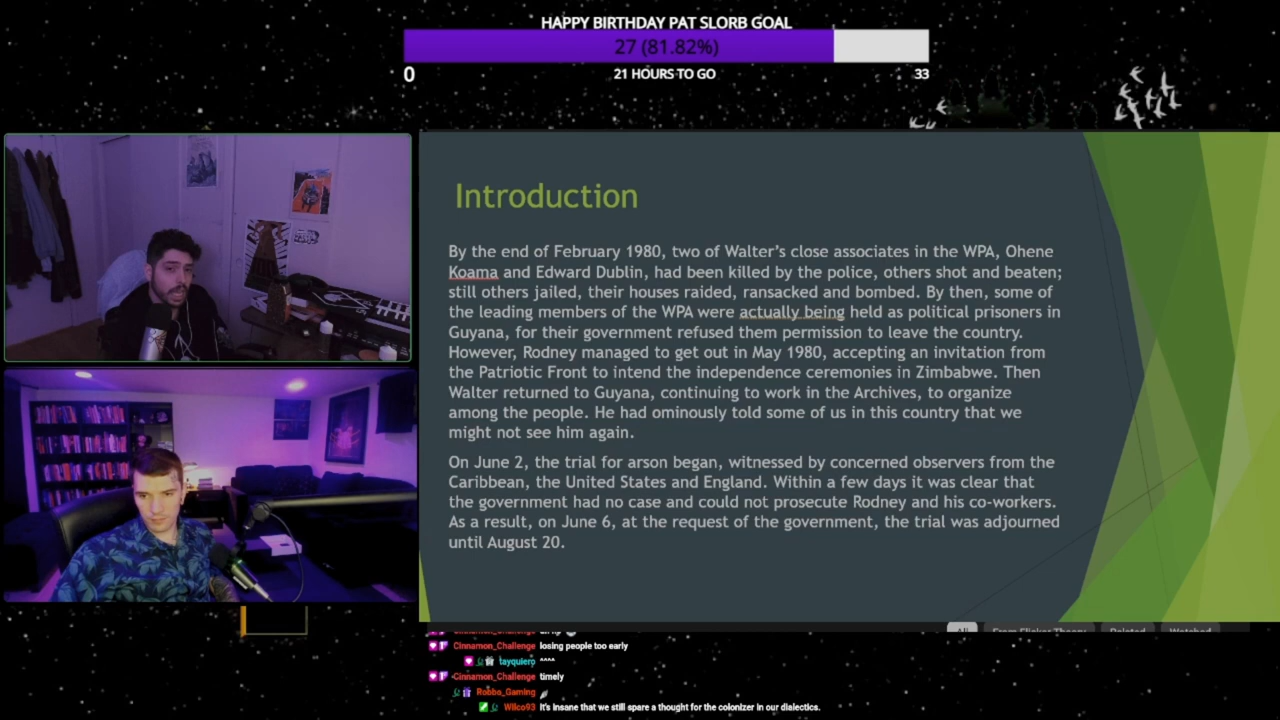 HAPPY BIRTHDAY PAT SLORB GOAL
27 (81.82%)
0
21 HOURS TO GO
33
Introduction
By the end of February 1980, two of Walter’s close associates in the WPA, Ohene
Koama and Edward Dublin, had been killed by the police, others shot and beaten;
still others jailed, their houses raided, ransacked and bombed. By then, some of
the leading members of the WPA were actually being held as political prisoners in
Guyana, for their government refused them permission to leave the country.
However, Rodney managed to get out in May 1980, accepting an invitation from
the Patriotic Front to intend the independence ceremonies in Zimbabwe. Then
Walter returned to Guyana, continuing to work in the Archives, to organize
among the people. He had ominously told some of us in this country that we
might not see him again.
On June 2, the trial for arson began, witnessed by concerned observers from the
Caribbean, the United States and England. Within a few days it was clear that
the government had no case and could not prosecute Rodney and his co-workers.
As a result, on June 6, at the request of the government, the trial was adjourned
until August 20.
All From Flicker Theory Related Watched
Cinnamon_Challenge
Cinnamon_Challenge losing people too early
tayquiero ^^^^
Cinnamon_Challenge timely
Robbo_Gaming
Wilco93 It's insane that we still spare a thought for the colonizer in our dialectics.